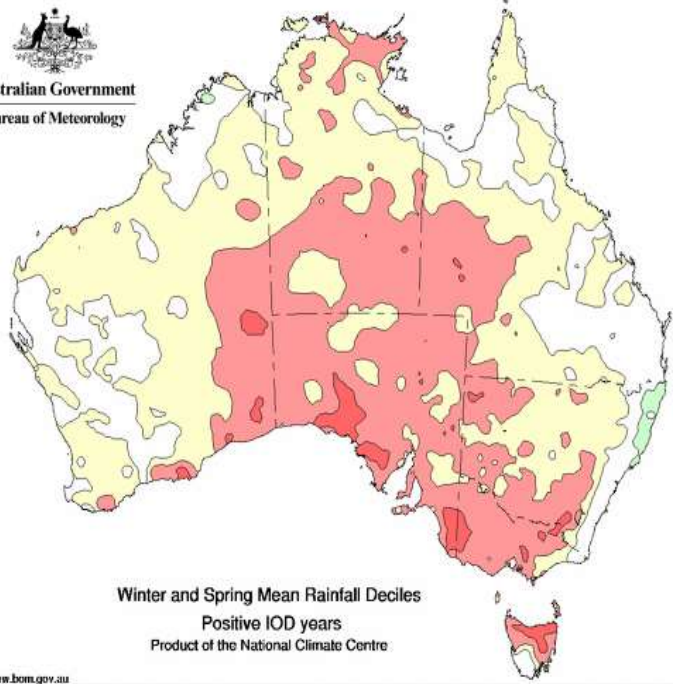 tralian Government
reau of Meteorology
Winter and Spring Mean Rainfall Deciles
Positive IOD years
Product of the National Climate Centre
w.bom.gov.au